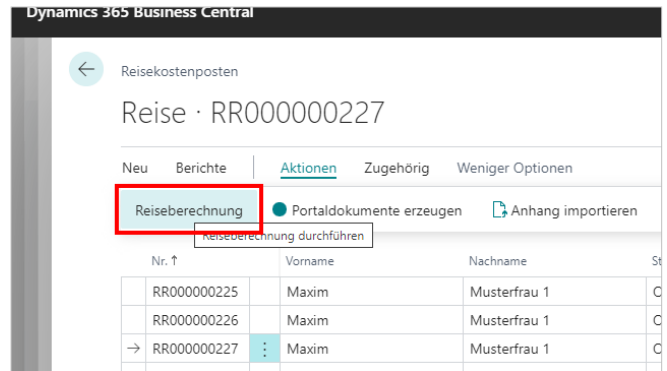 Dynamics 365 Business Central
Reisekostenposten
Reise · RR000000227
Neu Berichte Aktionen Zugehörig Weniger Optionen
Reiseberechnung Portaldokumente erzeugen Anhang importieren
Reiseberechnung durchführen
Nr. ↑ Vorname Nachname St
RR000000225 Maxim Musterfrau 1
RR000000226 Maxim Musterfrau 1
→ RR000000227 Maxim Musterfrau 1